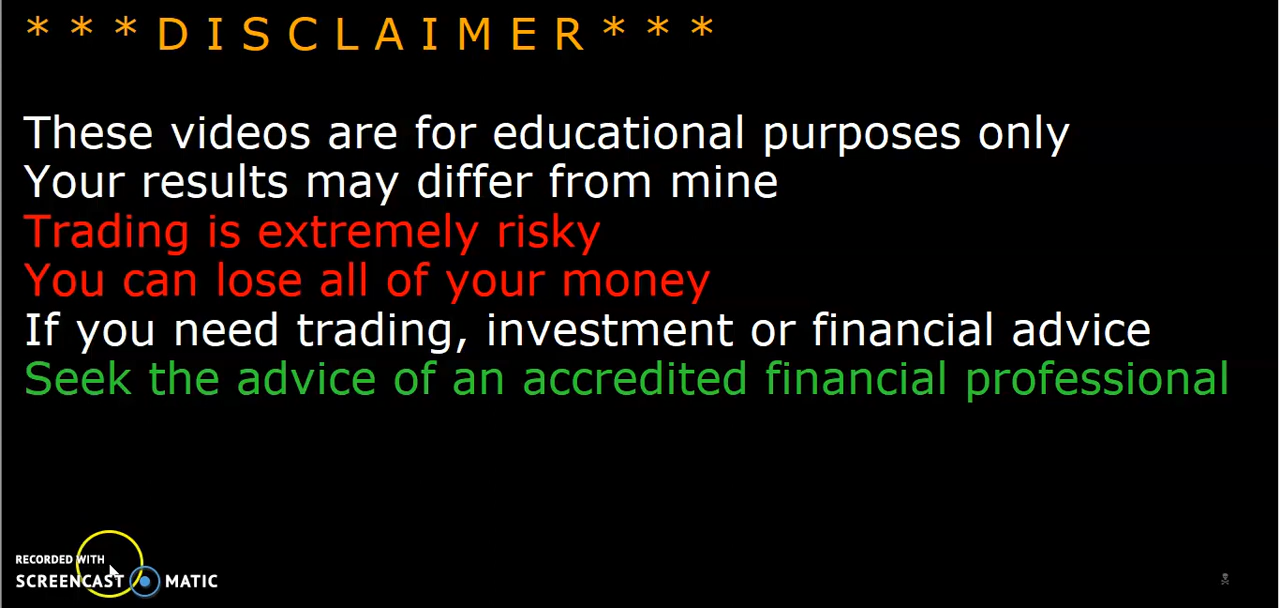 * * * D I S C L A I M E R * * *
These videos are for educational purposes only
Your results may differ from mine
Trading is extremely risky
You can lose all of your money
If you need trading, investment or financial advice
Seek the advice of an accredited financial professional
RECORDED WITH
SCREENCAST MATIC